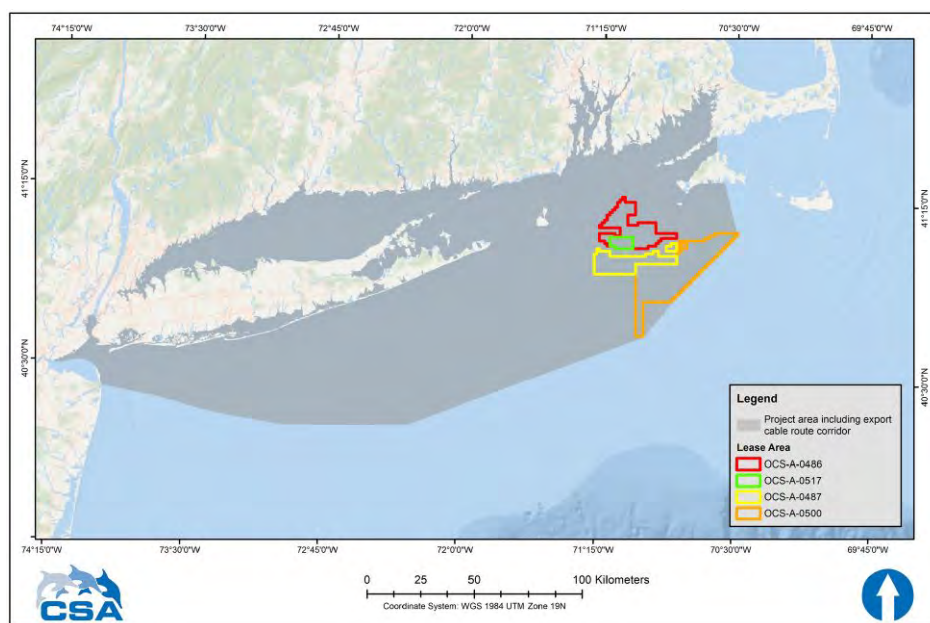 74°15'0"W 73°30'0"W 72°45'0"W 72°0'0"W 71°15'0"W 70°30'0"W 69°45'0"W
41°15'0"N
41°15'0"N
40°30'0"N
40°30'0"N
Legend
Project area including export
cable route corridor
Lease Area
OCS-A-0486
OCS-A-0517
OCS-A-0487
OCS-A-0500
74°15'0"W 73°30'0"W 72°45'0"W 72°0'0"W 71°15'0"W 70°30'0"W 69°45'0"W
CSA
0 25 50 100 Kilometers
Coordinate System: WGS 1984 UTM Zone 19N